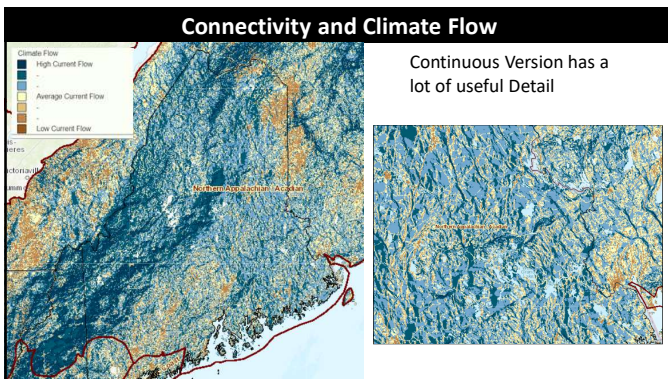 Connectivity and Climate Flow
Climate Flow
High Current Flow
-
-
Average Current Flow
-
-
Low Current Flow
Continuous Version has a
lot of useful Detail
Northern Appalachian / Acadian